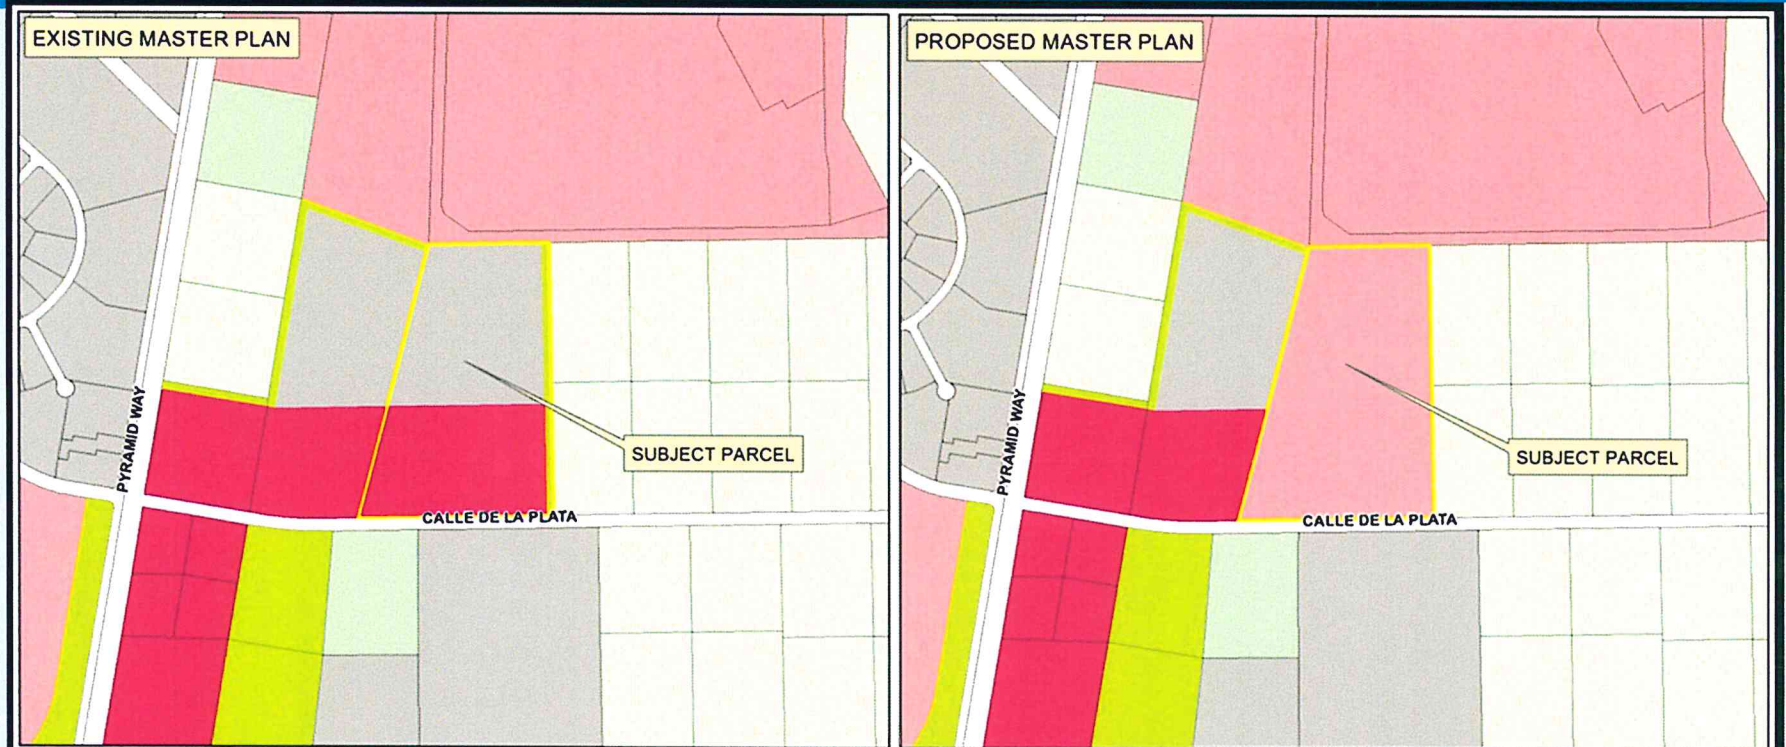 EXISTING MASTER PLAN
PYRAMID WAY
SUBJECT PARCEL
CALLE DE LA PLATA
PROPOSED MASTER PLAN
PYRAMID WAY
SUBJECT PARCEL
CALLE DE LA PLATA